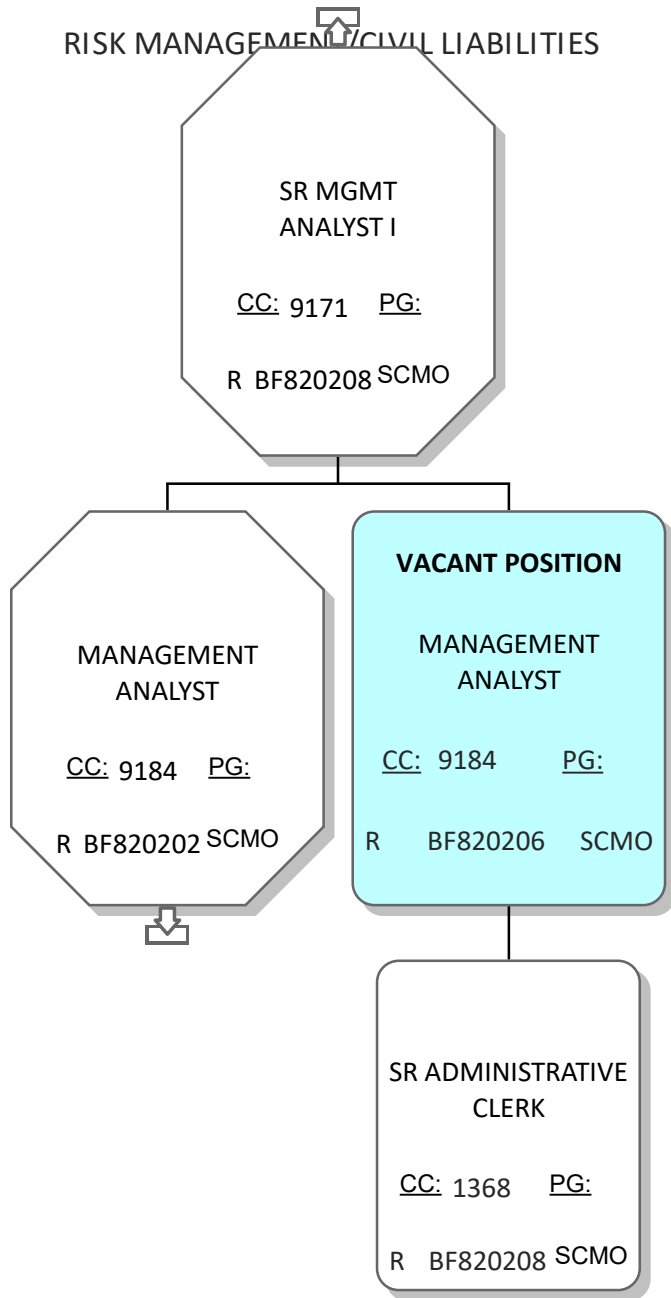 RISK MANAGEMENT/CIVIL LIABILITIES
SR MGMT
ANALYST I
CC: 9171 PG:
R BF820208 SCMO
MANAGEMENT
ANALYST
CC: 9184 PG:
R BF820202 SCMO
VACANT POSITION
MANAGEMENT
ANALYST
CC: 9184 PG:
R BF820206 SCMO
SR ADMINISTRATIVE
CLERK
CC: 1368 PG:
R BF820208 SCMO